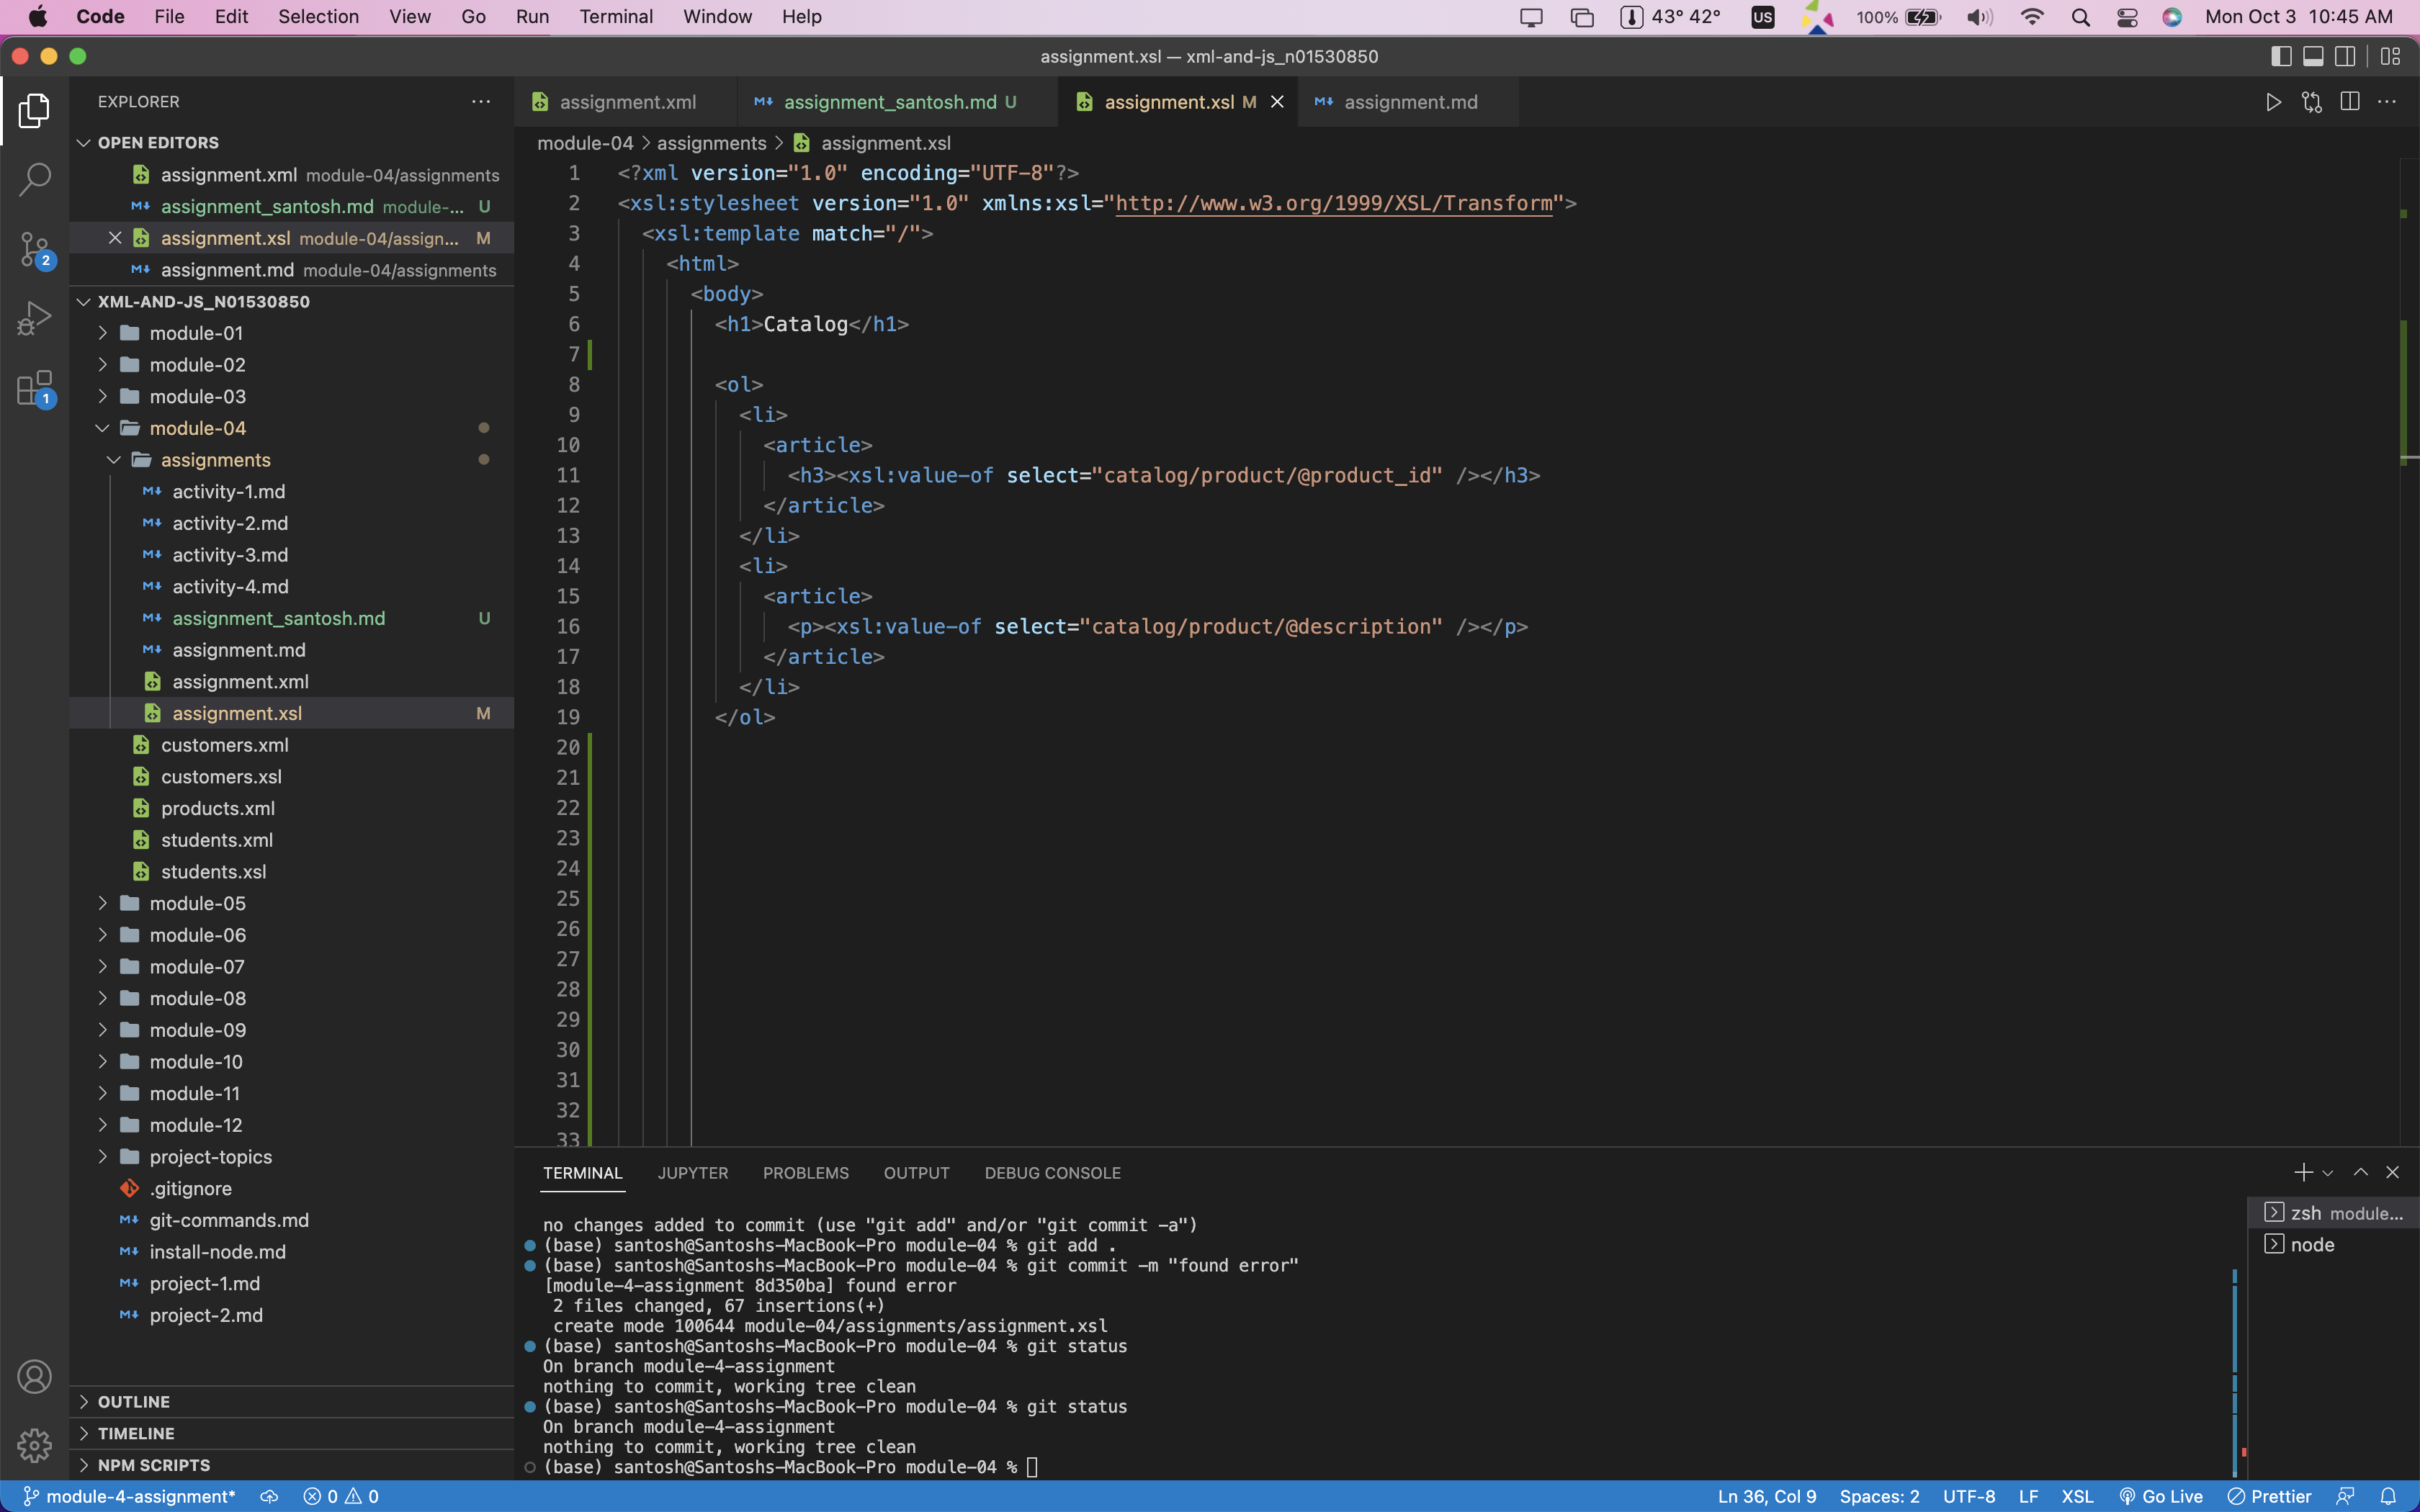 Code File Edit Selection View Go Run Terminal Window Help 43° 42° US 100% Mon Oct 3 10:45 AM
assignment.xsl — xml-and-js_n01530850
EXPLORER
OPEN EDITORS
assignment.xml module-04/assignments
assignment_santosh.md module-... U
assignment.xsl module-04/assign... M
assignment.md module-04/assignments
XML-AND-JS_N01530850
module-01
module-02
module-03
module-04
assignments
activity-1.md
activity-2.md
activity-3.md
activity-4.md
assignment_santosh.md U
assignment.md
assignment.xml
assignment.xsl M
customers.xml
customers.xsl
products.xml
students.xml
students.xsl
module-05
module-06
module-07
module-08
module-09
module-10
module-11
module-12
project-topics
.gitignore
git-commands.md
install-node.md
project-1.md
project-2.md
OUTLINE
TIMELINE
NPM SCRIPTS
2
1
assignment.xml assignment_santosh.md U assignment.xsl M assignment.md
module-04 > assignments > assignment.xsl
1 <?xml version="1.0" encoding="UTF-8"?>
2 <xsl:stylesheet version="1.0" xmlns:xsl="http://www.w3.org/1999/XSL/Transform">
3 <xsl:template match="/">
4 <html>
5 <body>
6 <h1>Catalog</h1>
7
8 <ol>
9 <li>
10 <article>
11 <h3><xsl:value-of select="catalog/product/@product_id" /></h3>
12 </article>
13 </li>
14 <li>
15 <article>
16 <p><xsl:value-of select="catalog/product/@description" /></p>
17 </article>
18 </li>
19 </ol>
20
21
22
23
24
25
26
27
28
29
30
31
32
33
TERMINAL JUPYTER PROBLEMS OUTPUT DEBUG CONSOLE
no changes added to commit (use "git add" and/or "git commit -a")
(base) santosh@Santoshs-MacBook-Pro module-04 % git add .
(base) santosh@Santoshs-MacBook-Pro module-04 % git commit -m "found error"
[module-4-assignment 8d350ba] found error
2 files changed, 67 insertions(+)
create mode 100644 module-04/assignments/assignment.xsl
(base) santosh@Santoshs-MacBook-Pro module-04 % git status
On branch module-4-assignment
nothing to commit, working tree clean
(base) santosh@Santoshs-MacBook-Pro module-04 % git status
On branch module-4-assignment
nothing to commit, working tree clean
(base) santosh@Santoshs-MacBook-Pro module-04 %
zsh module...
node
module-4-assignment* 0 0 Ln 36, Col 9 Spaces: 2 UTF-8 LF XSL Go Live Prettier